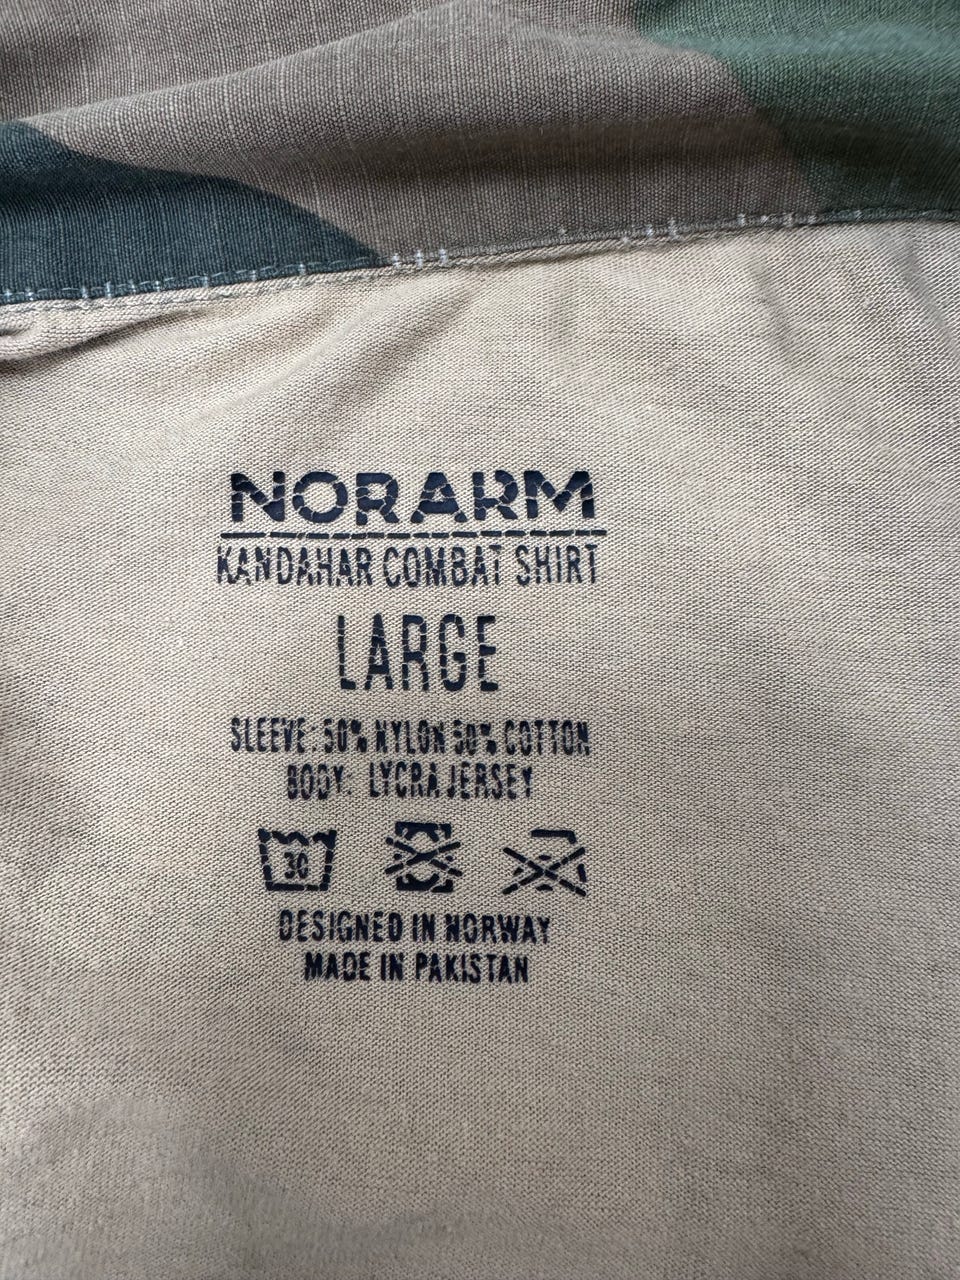 NORARM
KANDAHAR COMBAT SHIRT
LARGE
SLEEVE: 50% NYLON 50% COTTON
BODY: LYCRA JERSEY
30
DESIGNED IN NORWAY
MADE IN PAKISTAN